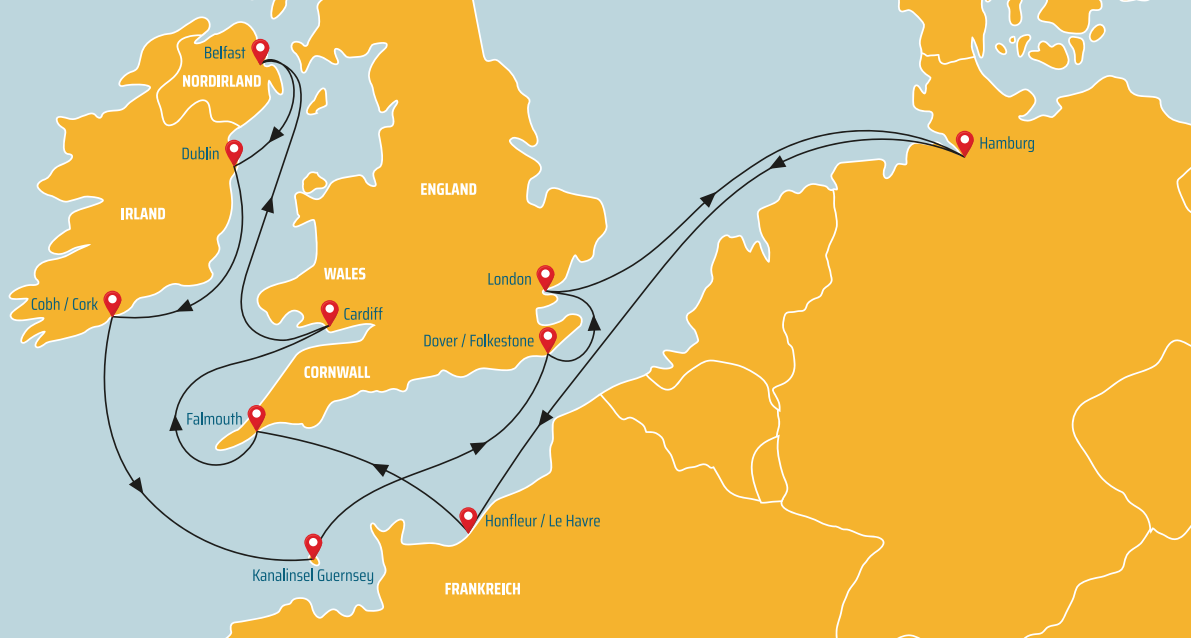 Belfast
NORDIRLAND
Dublin
Hamburg
ENGLAND
IRLAND
WALES
London
Cobh / Cork
Cardiff
Dover / Folkestone
CORNWALL
Falmouth
Honfleur / Le Havre
Kanalinsel Guernsey
FRANKREICH